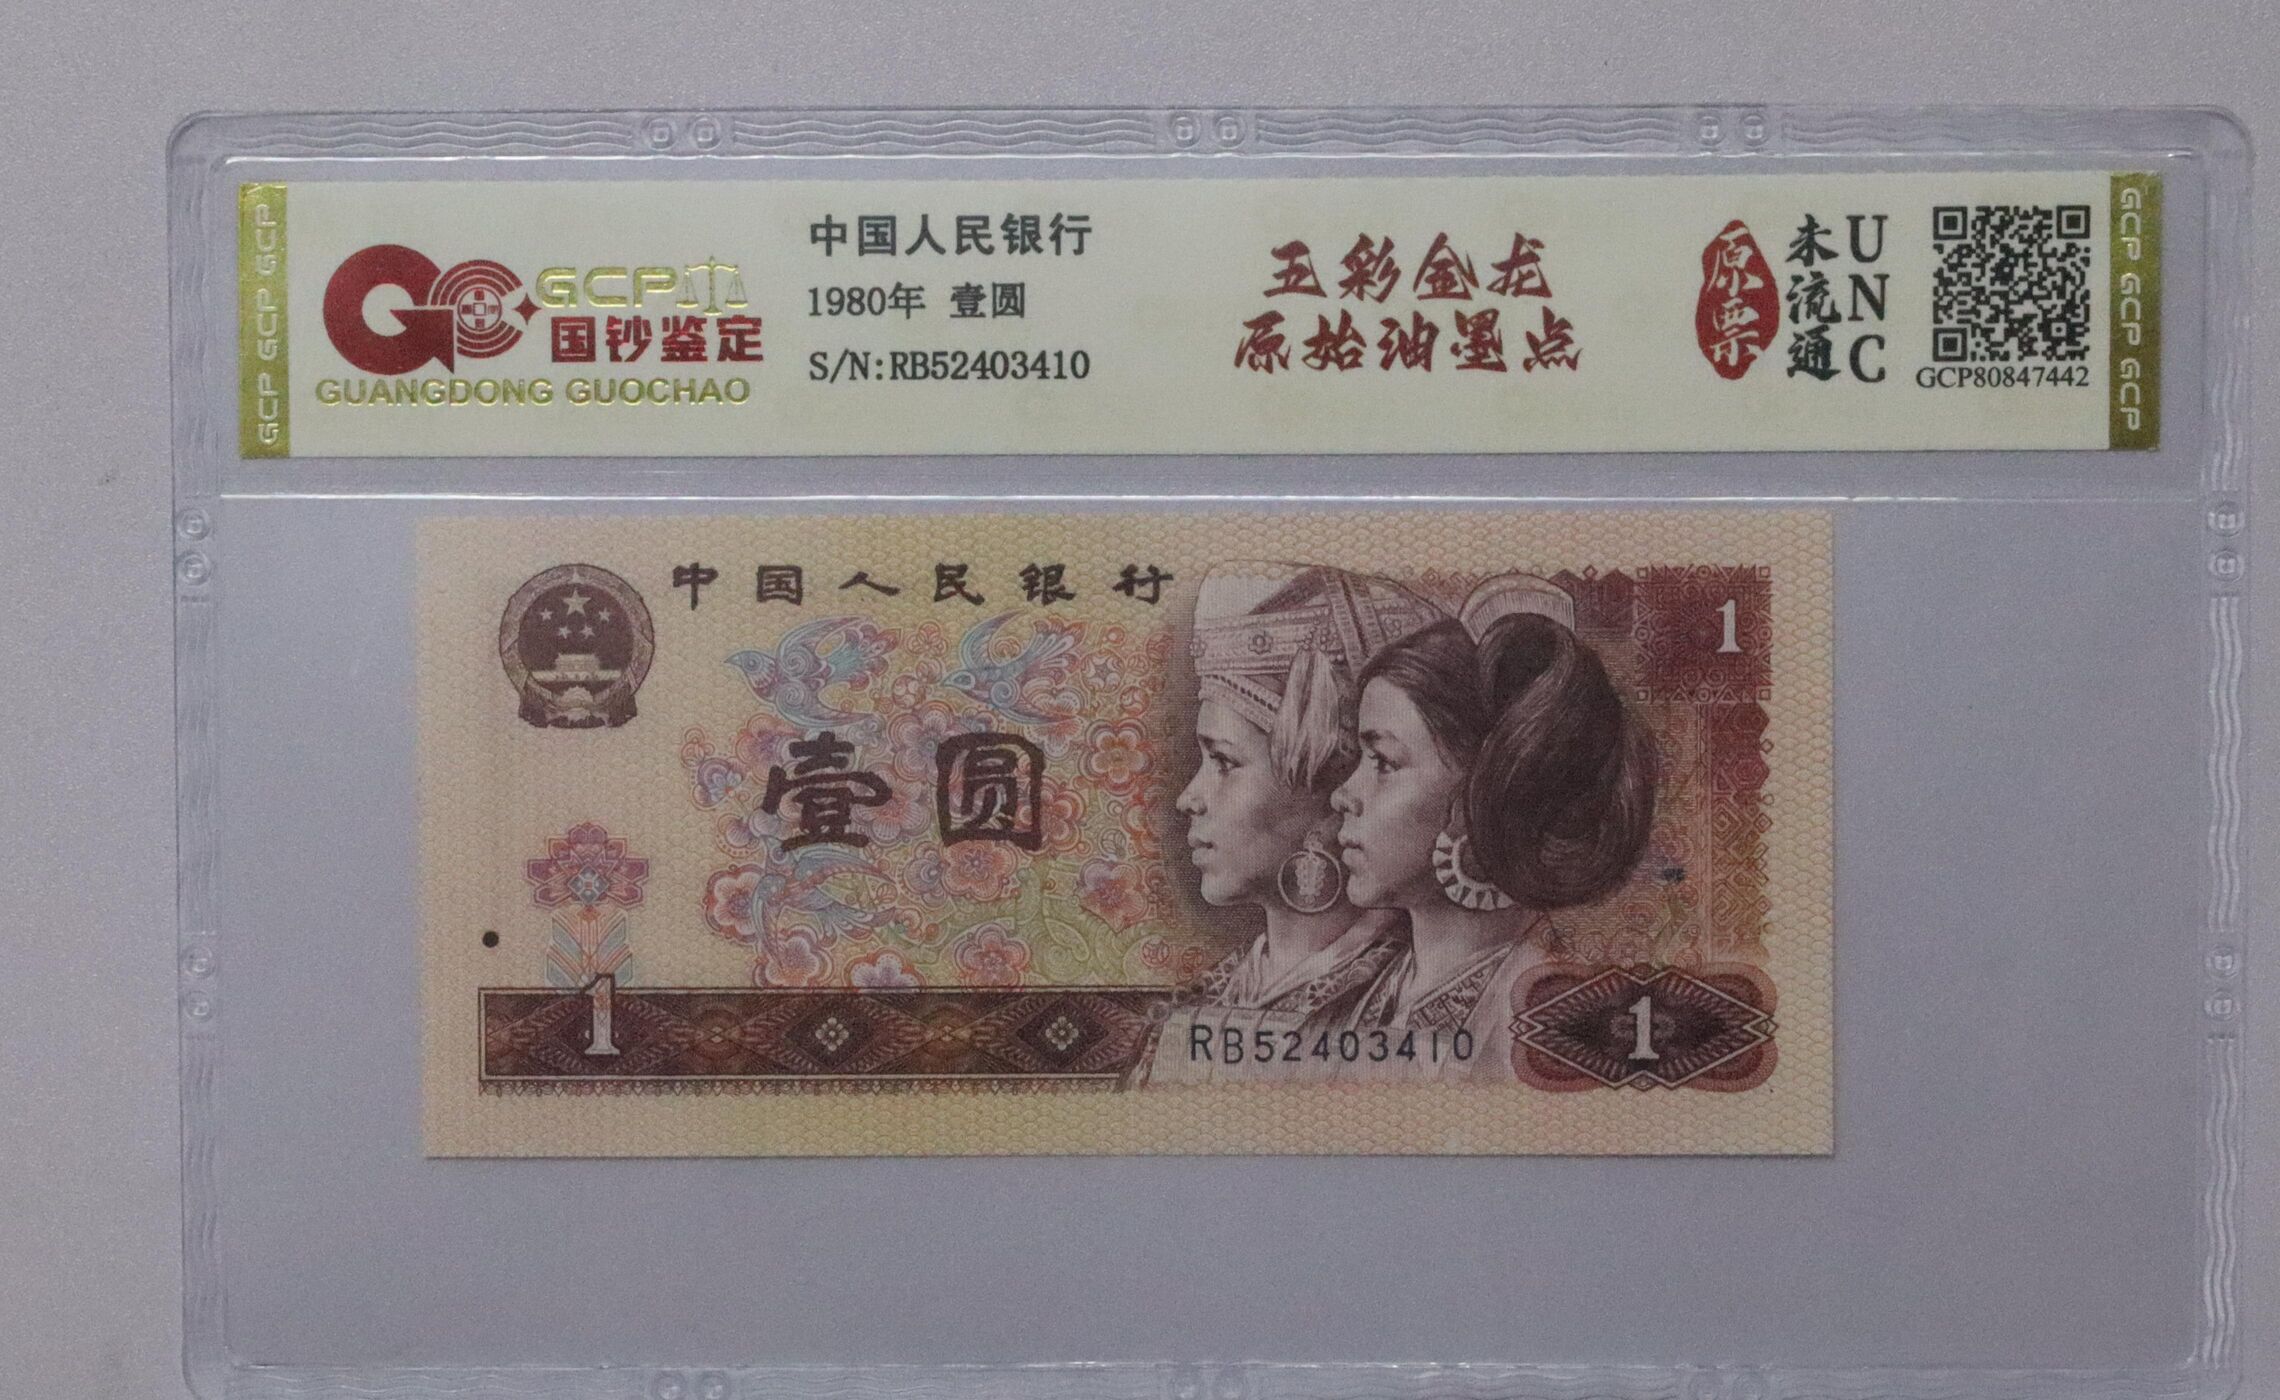 GCP GCP GCP
GCP
国钞鉴定
GUANGDONG GUOCHAO
中国人民银行
1980年 壹圆
S/N:RB52403410
五彩金龙
原始油墨点
原票
未流通
UNC
GCP80847442
GCP GCP GCP
中国人民银行
1
壹圆
1
RB52403410
1